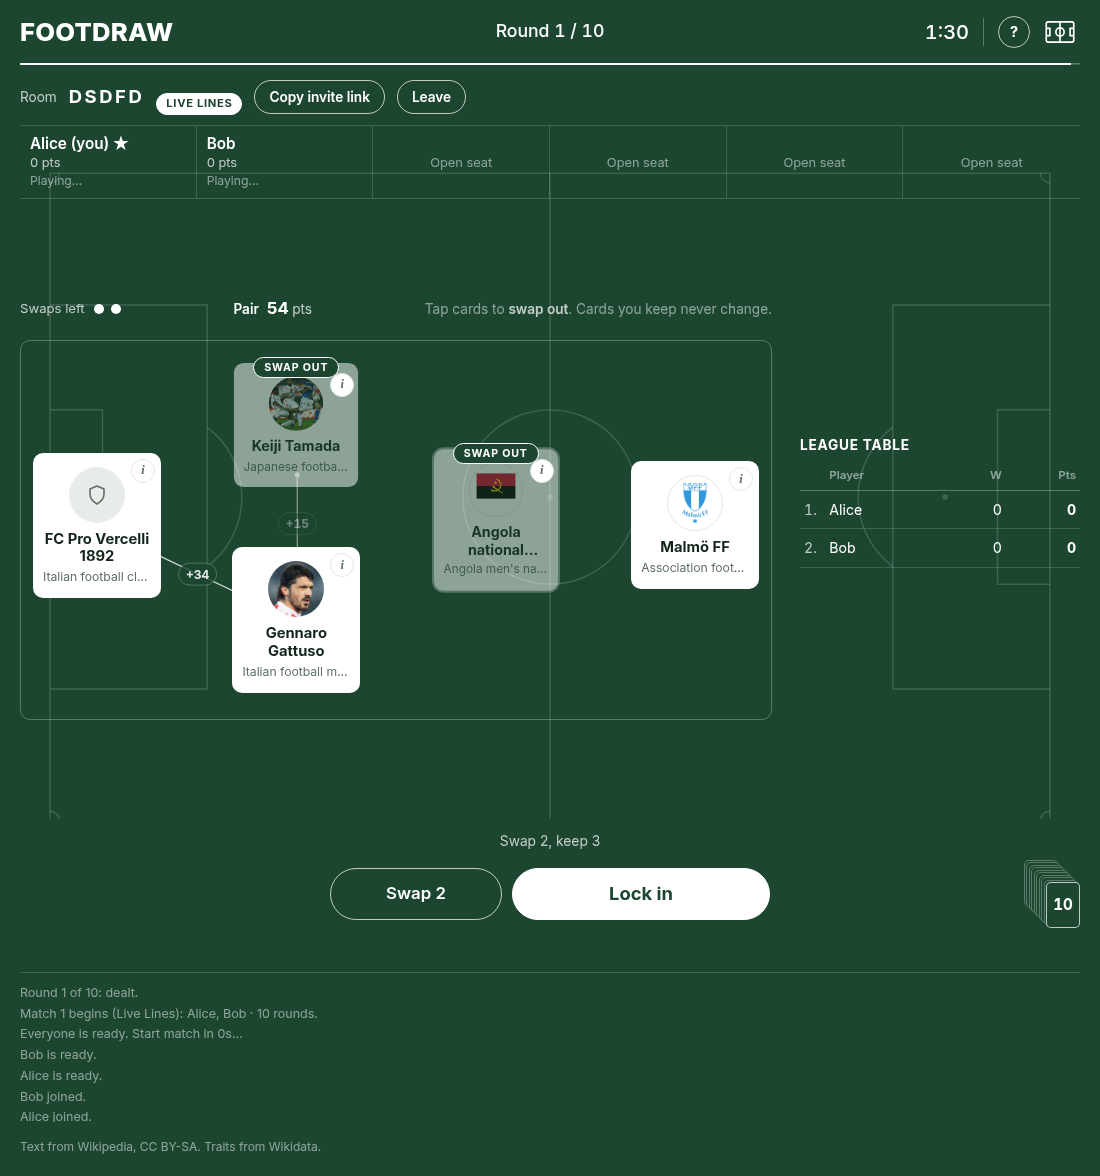 FOOTDRAW
Round 1 / 10
1:30
?
Room DSDFD LIVE LINES Copy invite link Leave
Alice (you) ★
0 pts
Playing...
Bob
0 pts
Playing...
Open seat
Open seat
Open seat
Open seat
Swaps left
Pair 54 pts
Tap cards to swap out. Cards you keep never change.
SWAP OUT
i
Keiji Tamada
Japanese footba...
+15
i
FC Pro Vercelli
1892
Italian football cl...
+34
i
Gennaro
Gattuso
Italian football m...
SWAP OUT
i
Angola
national...
Angola men's na...
i
MFF
Malmö FF
Malmö FF
Association foot...
LEAGUE TABLE
Player W Pts
1. Alice 0 0
2. Bob 0 0
Swap 2, keep 3
Swap 2
Lock in
10
Round 1 of 10: dealt.
Match 1 begins (Live Lines): Alice, Bob · 10 rounds.
Everyone is ready. Start match in 0s...
Bob is ready.
Alice is ready.
Bob joined.
Alice joined.
Text from Wikipedia, CC BY-SA. Traits from Wikidata.